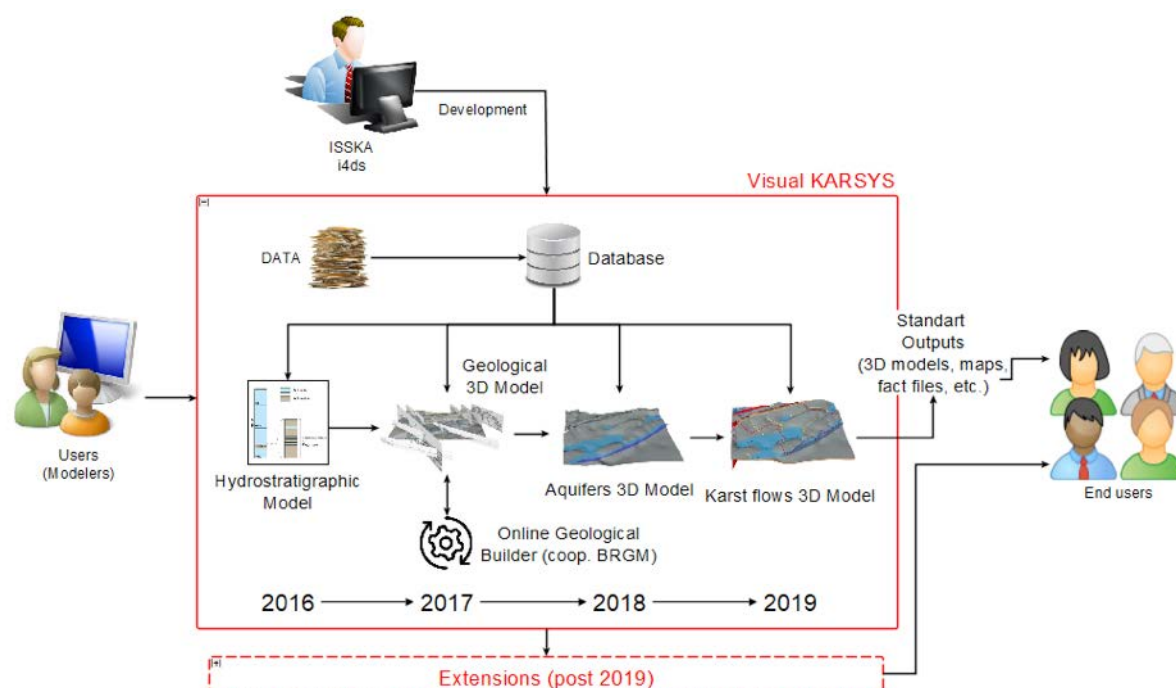 Development
ISSKA
i4ds
Visual KARSYS
DATA
Database
Standart
Outputs
(3D models, maps,
fact files, etc.)
Geological
3D Model
Users
(Modelers)
Hydrostratigraphic
Model
Aquifers 3D Model
Karst flows 3D Model
End users
Online Geological
Builder (coop. BRGM)
2016
2017
2018
2019
Extensions (post 2019)